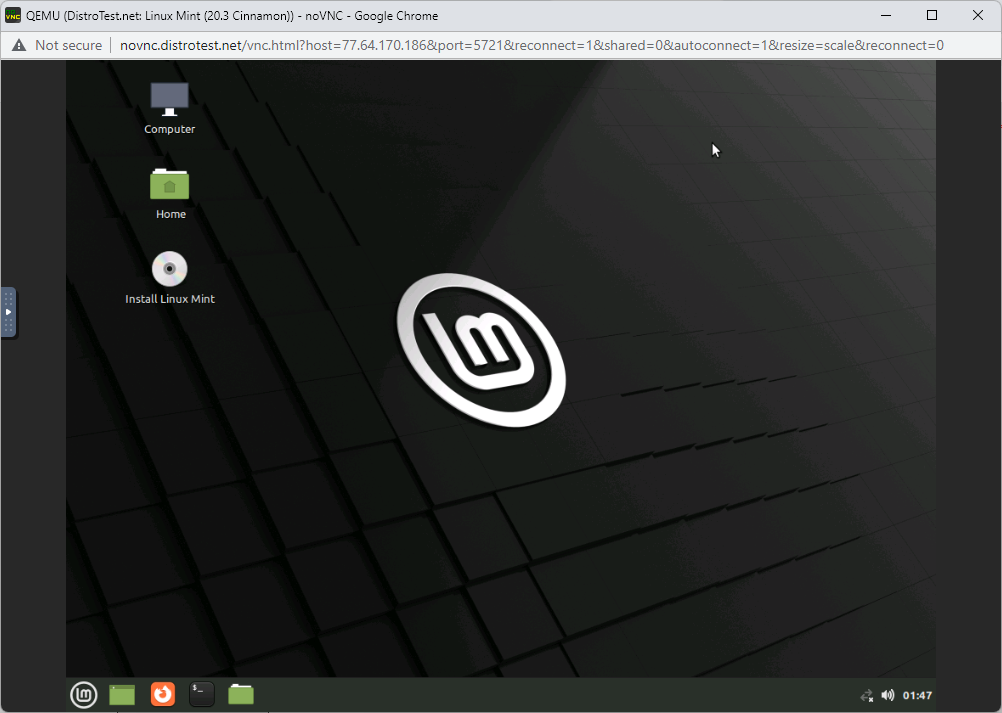 QEMU (DistroTest.net: Linux Mint (20.3 Cinnamon)) - noVNC - Google Chrome
Not secure novnc.distrotest.net/vnc.html?host=77.64.170.186&port=5721&reconnect=1&shared=0&autoconnect=1&resize=scale&reconnect=0
Computer
Home
Install Linux Mint
lm
lm
$_
01:47